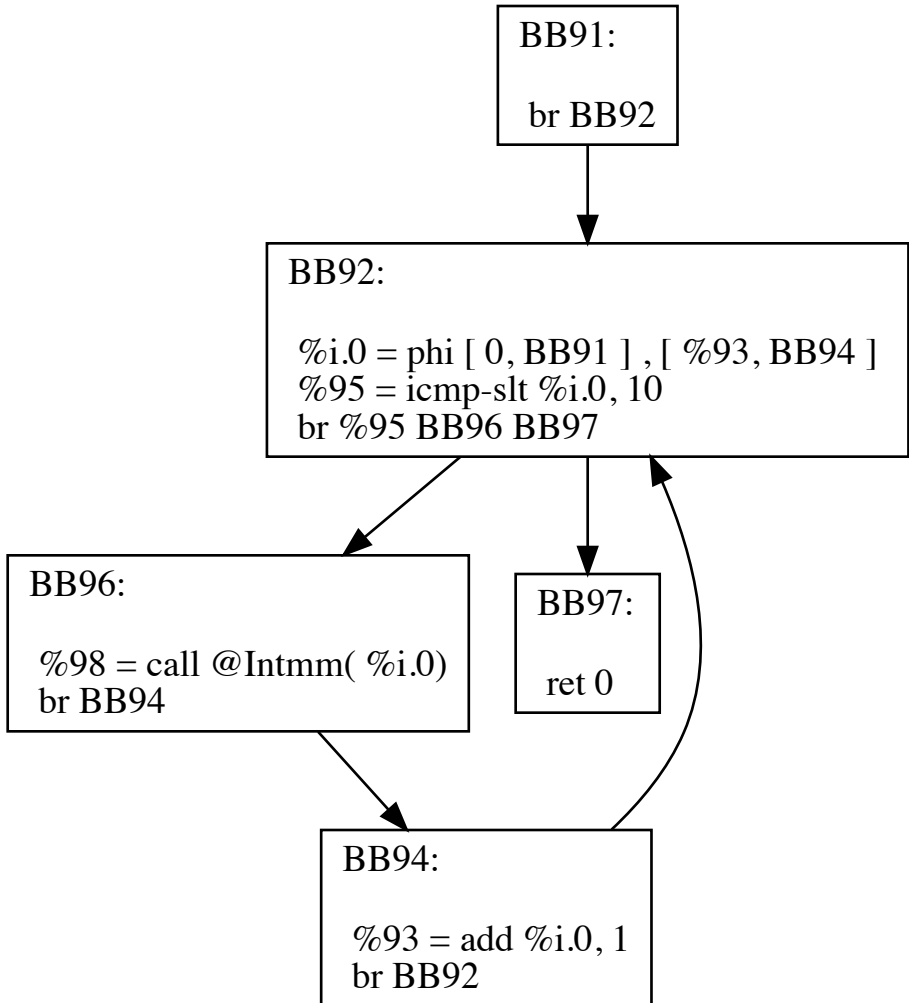 BB91:
br BB92
BB92:
%i.0 = phi [ 0, BB91 ] , [ %93, BB94 ]
%95 = icmp-slt %i.0, 10
br %95 BB96 BB97
BB96:
%98 = call @Intmm( %i.0)
br BB94
BB97:
ret 0
BB94:
%93 = add %i.0, 1
br BB92